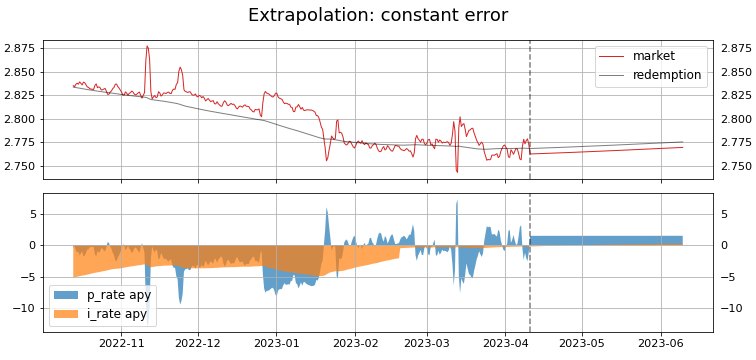 Extrapolation: constant error
2.875 2.875
2.850 2.850
2.825 2.825
2.800 2.800
2.775 2.775
2.750 2.750
market
redemption
5 5
0 0
−5 −5
−10 −10
p_rate apy
i_rate apy
2022-11 2022-12 2023-01 2023-02 2023-03 2023-04 2023-05 2023-06